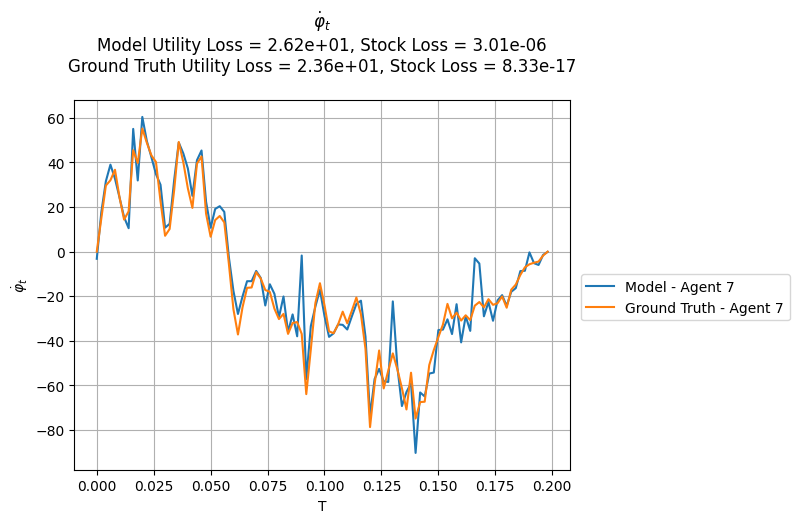 φ̇ₜ
Model Utility Loss = 2.62e+01, Stock Loss = 3.01e-06
Ground Truth Utility Loss = 2.36e+01, Stock Loss = 8.33e-17
60
40
20
0
−20
−40
−60
−80
φ̇ₜ
0.000
0.025
0.050
0.075
0.100
0.125
0.150
0.175
0.200
T
Model - Agent 7
Ground Truth - Agent 7